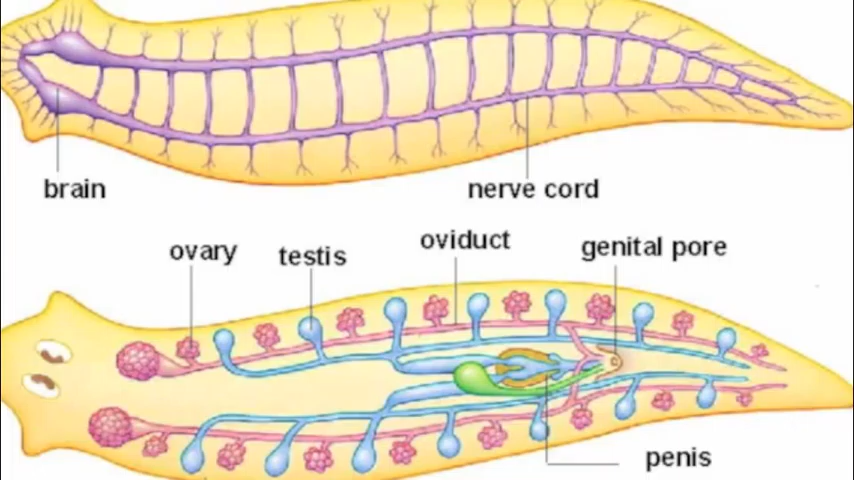 brain
nerve cord
ovary
testis
oviduct
genital pore
penis